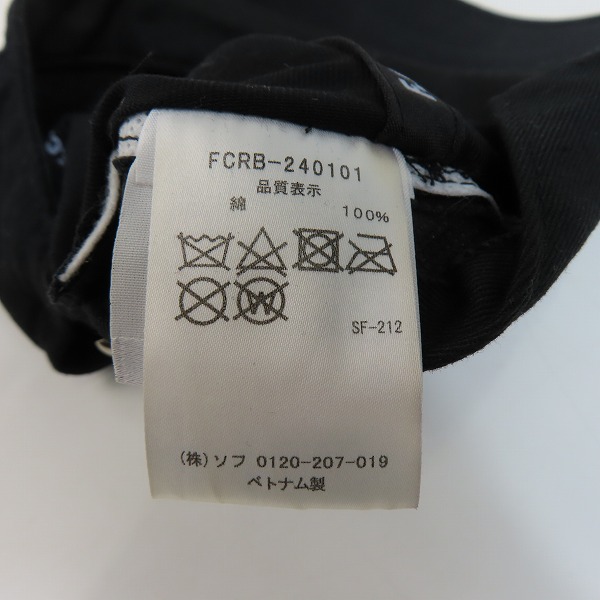 FCRB-240101
品質表示
綿 100%
W
SF-212
(株)ソフ 0120-207-019
ベトナム製